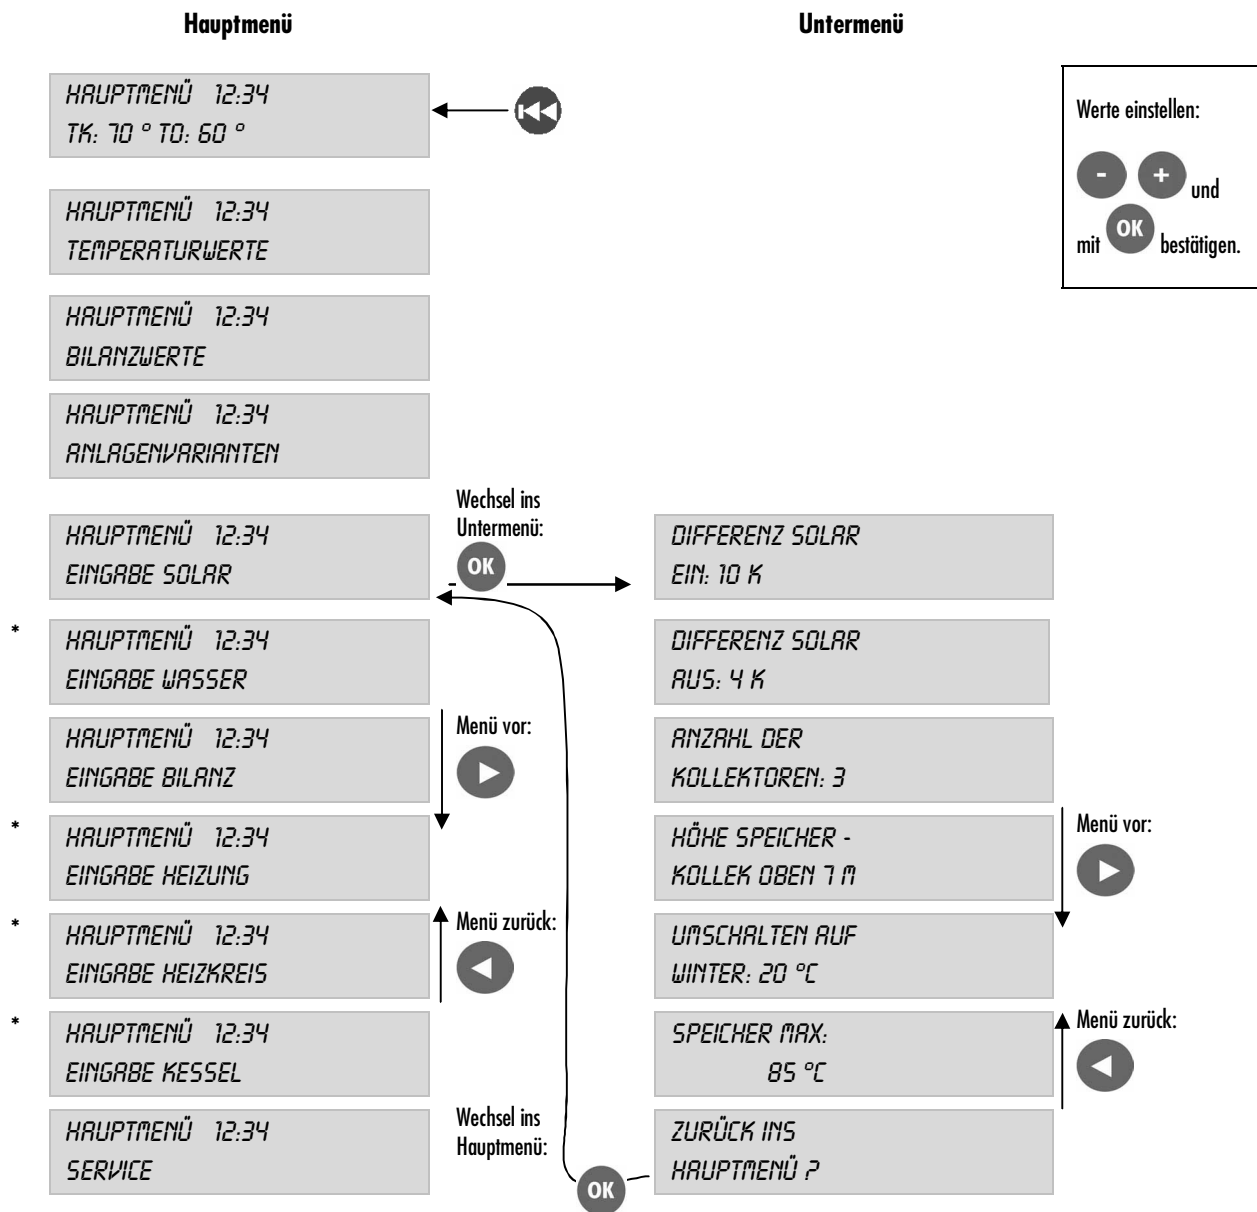 Hauptmenü
Untermenü
HAUPTMENÜ 12:34
TK: 70 ° TO: 60 °
Werte einstellen:
- + und
mit OK bestätigen.
HAUPTMENÜ 12:34
TEMPERATURWERTE
HAUPTMENÜ 12:34
BILANZWERTE
HAUPTMENÜ 12:34
ANLAGENVARIANTEN
HAUPTMENÜ 12:34
EINGABE SOLAR
Wechsel ins
Untermenü:
OK
DIFFERENZ SOLAR
EIN: 10 K
* HAUPTMENÜ 12:34
EINGABE WASSER
DIFFERENZ SOLAR
AUS: 4 K
HAUPTMENÜ 12:34
EINGABE BILANZ
Menü vor:
ANZAHL DER
KOLLEKTOREN: 3
* HAUPTMENÜ 12:34
EINGABE HEIZUNG
HÖHE SPEICHER -
KOLLEK OBEN 7 M
Menü vor:
* HAUPTMENÜ 12:34
EINGABE HEIZKREIS
Menü zurück:
UMSCHALTEN AUF
WINTER: 20 °C
* HAUPTMENÜ 12:34
EINGABE KESSEL
SPEICHER MAX:
85 °C
Menü zurück:
HAUPTMENÜ 12:34
SERVICE
Wechsel ins
Hauptmenü:
OK
ZURÜCK INS
HAUPTMENÜ ?